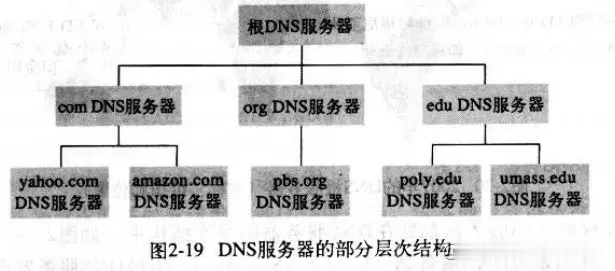 根DNS服务器
com DNS服务器
org DNS服务器
edu DNS服务器
yahoo.com
DNS服务器
amazon.com
DNS服务器
pbs.org
DNS服务器
poly.edu
DNS服务器
umass.edu
DNS服务器
图2-19 DNS服务器的部分层次结构